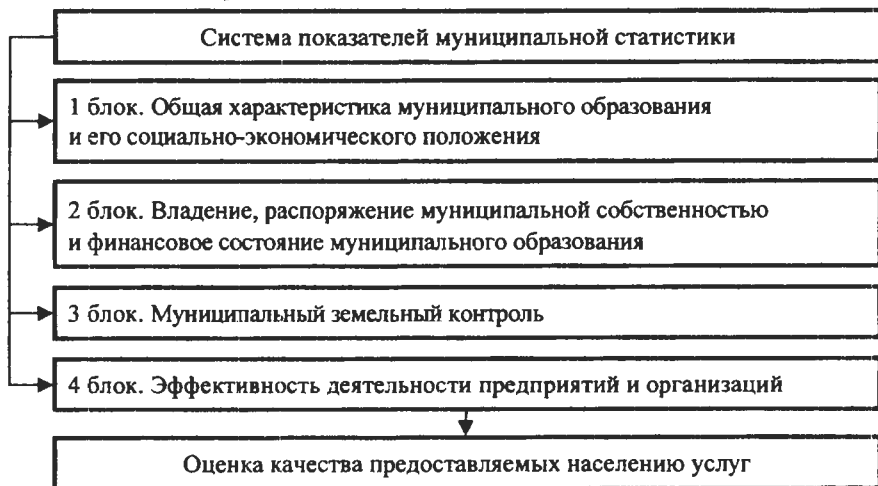 Система показателей муниципальной статистики
1 блок. Общая характеристика муниципального образования
и его социально-экономического положения
2 блок. Владение, распоряжение муниципальной собственностью
и финансовое состояние муниципального образования
3 блок. Муниципальный земельный контроль
4 блок. Эффективность деятельности предприятий и организаций
Оценка качества предоставляемых населению услуг